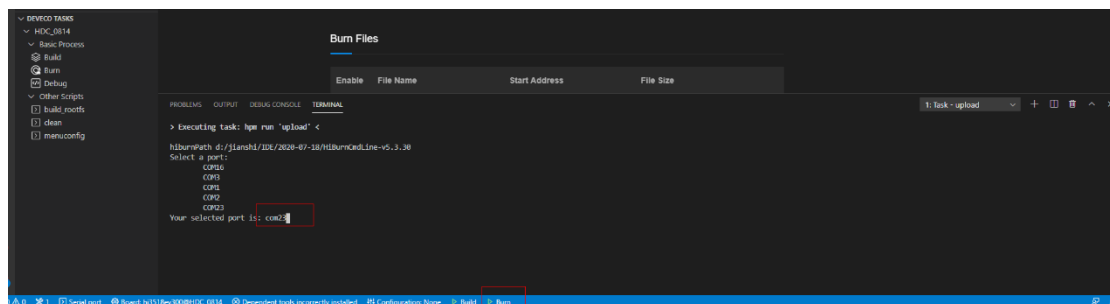 DEVECO TASKS
HDC_0814
Basic Process
Build
Burn
Debug
Other Scripts
build_rootfs
clean
menuconfig
Burn Files
Enable File Name Start Address File Size
PROBLEMS OUTPUT DEBUG CONSOLE TERMINAL 1: Task - upload
> Executing task: hpm run 'upload' <
hiburnPath d:/jianshi/IDE/2020-07-18/HiBurnCmdLine-v5.3.30
Select a port:
COM16
COM3
COM1
COM2
COM23
Your selected port is: com23
0 1 Serial port Board: hi3518ev300@HDC_0814 Dependent tools incorrectly installed Configuration: None Build Burn